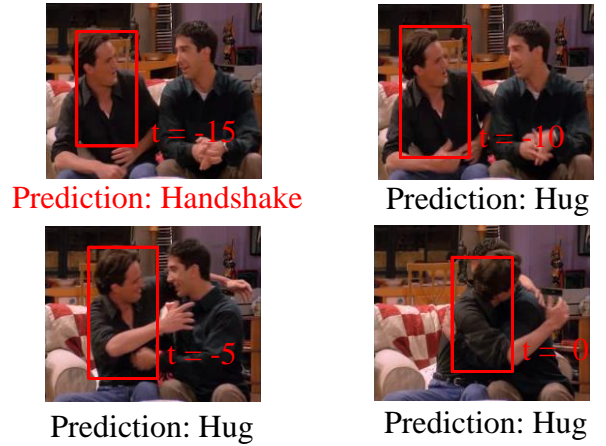 t = -15
t = -10
Prediction: Handshake
Prediction: Hug
t = -5
t = 0
Prediction: Hug
Prediction: Hug